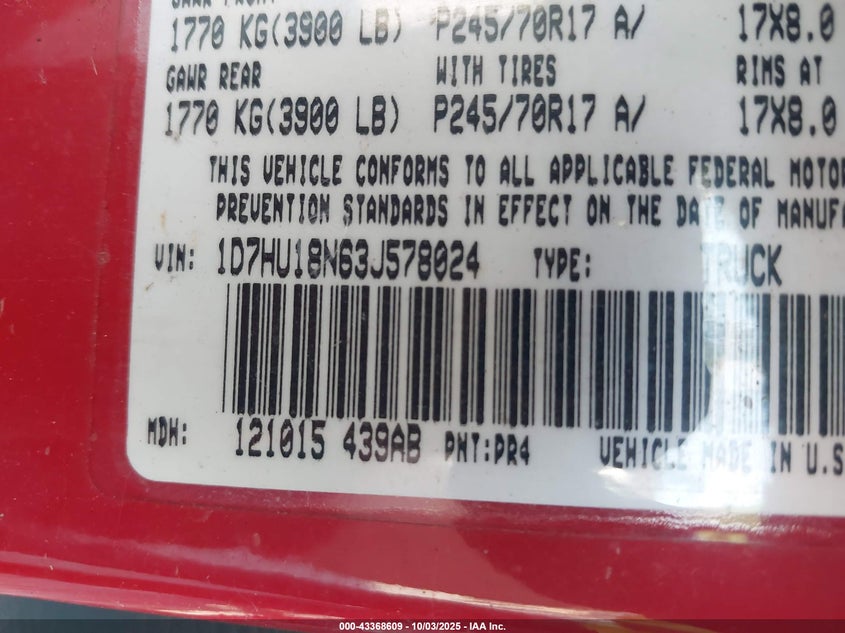 1770 KG(3900 LB) P245/70R17 A/ 17X8.0
GAWR REAR WITH TIRES RIMS AT
1770 KG(3900 LB) P245/70R17 A/ 17X8.0
THIS VEHICLE CONFORMS TO ALL APPLICABLE FEDERAL MOTOR
PREVENTION STANDARDS IN EFFECT ON THE DATE OF MANUFA
VIN: 1D7HU18N63J578024 TYPE: TRUCK
MDH: 121015 439AB PNT:PR4 VEHICLE MADE IN U.S
000-43368609 - 10/03/2025 - IAA Inc.